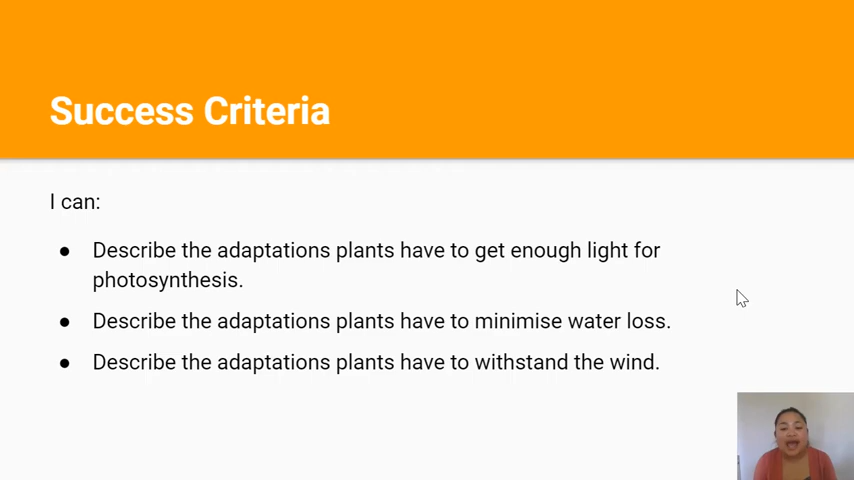 Success Criteria
I can:
● Describe the adaptations plants have to get enough light for
photosynthesis.
● Describe the adaptations plants have to minimise water loss.
● Describe the adaptations plants have to withstand the wind.